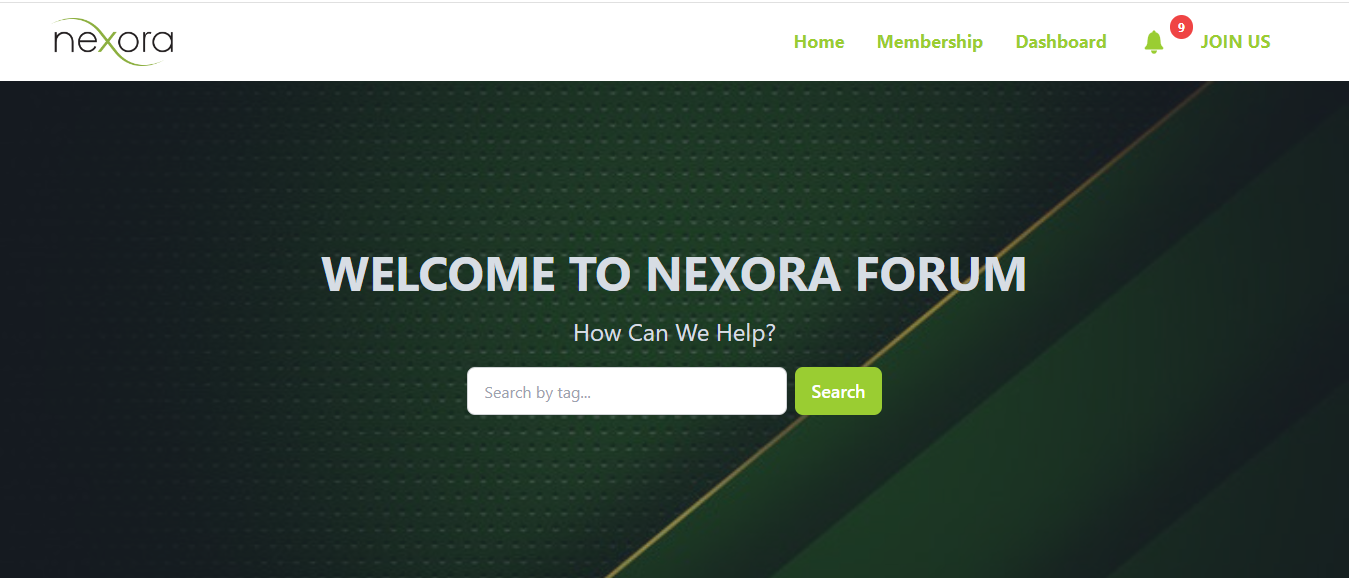 nexora
Home Membership Dashboard 9 JOIN US
WELCOME TO NEXORA FORUM
How Can We Help?
Search by tag... Search